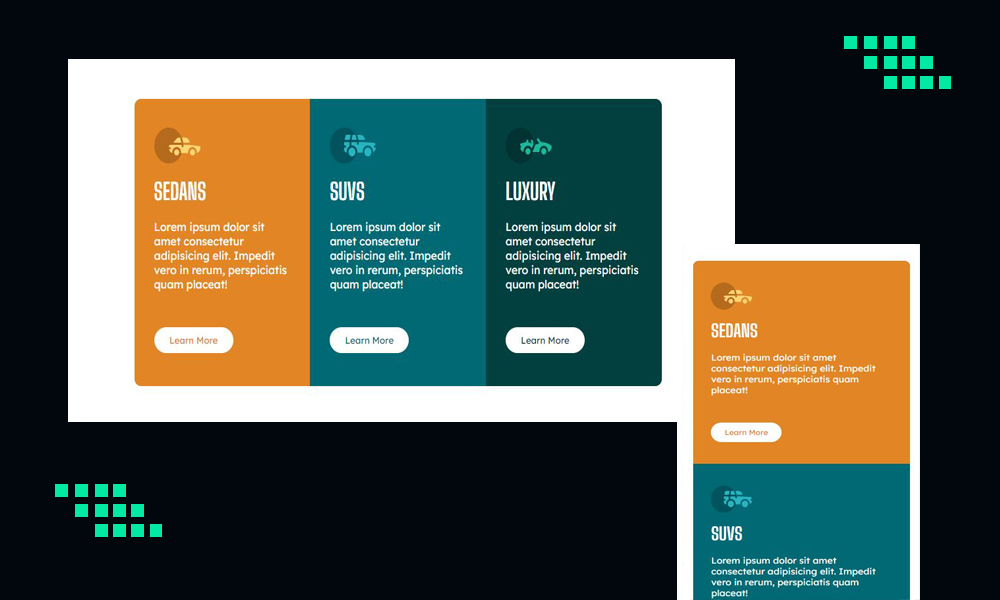 SEDANS
Lorem ipsum dolor sit
amet consectetur
adipisicing elit. Impedit
vero in rerum, perspiciatis
quam placeat!
Learn More
SUVS
Lorem ipsum dolor sit
amet consectetur
adipisicing elit. Impedit
vero in rerum, perspiciatis
quam placeat!
Learn More
LUXURY
Lorem ipsum dolor sit
amet consectetur
adipisicing elit. Impedit
vero in rerum, perspiciatis
quam placeat!
Learn More
SEDANS
Lorem ipsum dolor sit amet
consectetur adipisicing elit. Impedit
vero in rerum, perspiciatis quam
placeat!
Learn More
SUVS
Lorem ipsum dolor sit amet
consectetur adipisicing elit. Impedit
vero in rerum, perspiciatis quam
placeat!